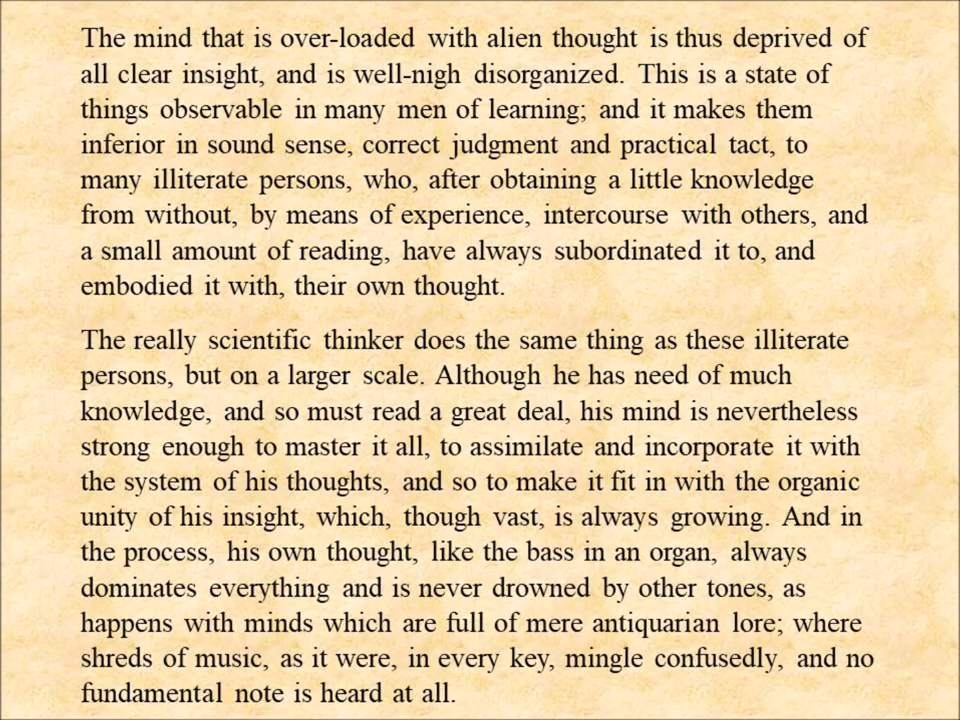 The mind that is over-loaded with alien thought is thus deprived of
all clear insight, and is well-nigh disorganized. This is a state of
things observable in many men of learning; and it makes them
inferior in sound sense, correct judgment and practical tact, to
many illiterate persons, who, after obtaining a little knowledge
from without, by means of experience, intercourse with others, and
a small amount of reading, have always subordinated it to, and
embodied it with, their own thought.
The really scientific thinker does the same thing as these illiterate
persons, but on a larger scale. Although he has need of much
knowledge, and so must read a great deal, his mind is nevertheless
strong enough to master it all, to assimilate and incorporate it with
the system of his thoughts, and so to make it fit in with the organic
unity of his insight, which, though vast, is always growing. And in
the process, his own thought, like the bass in an organ, always
dominates everything and is never drowned by other tones, as
happens with minds which are full of mere antiquarian lore; where
shreds of music, as it were, in every key, mingle confusedly, and no
fundamental note is heard at all.